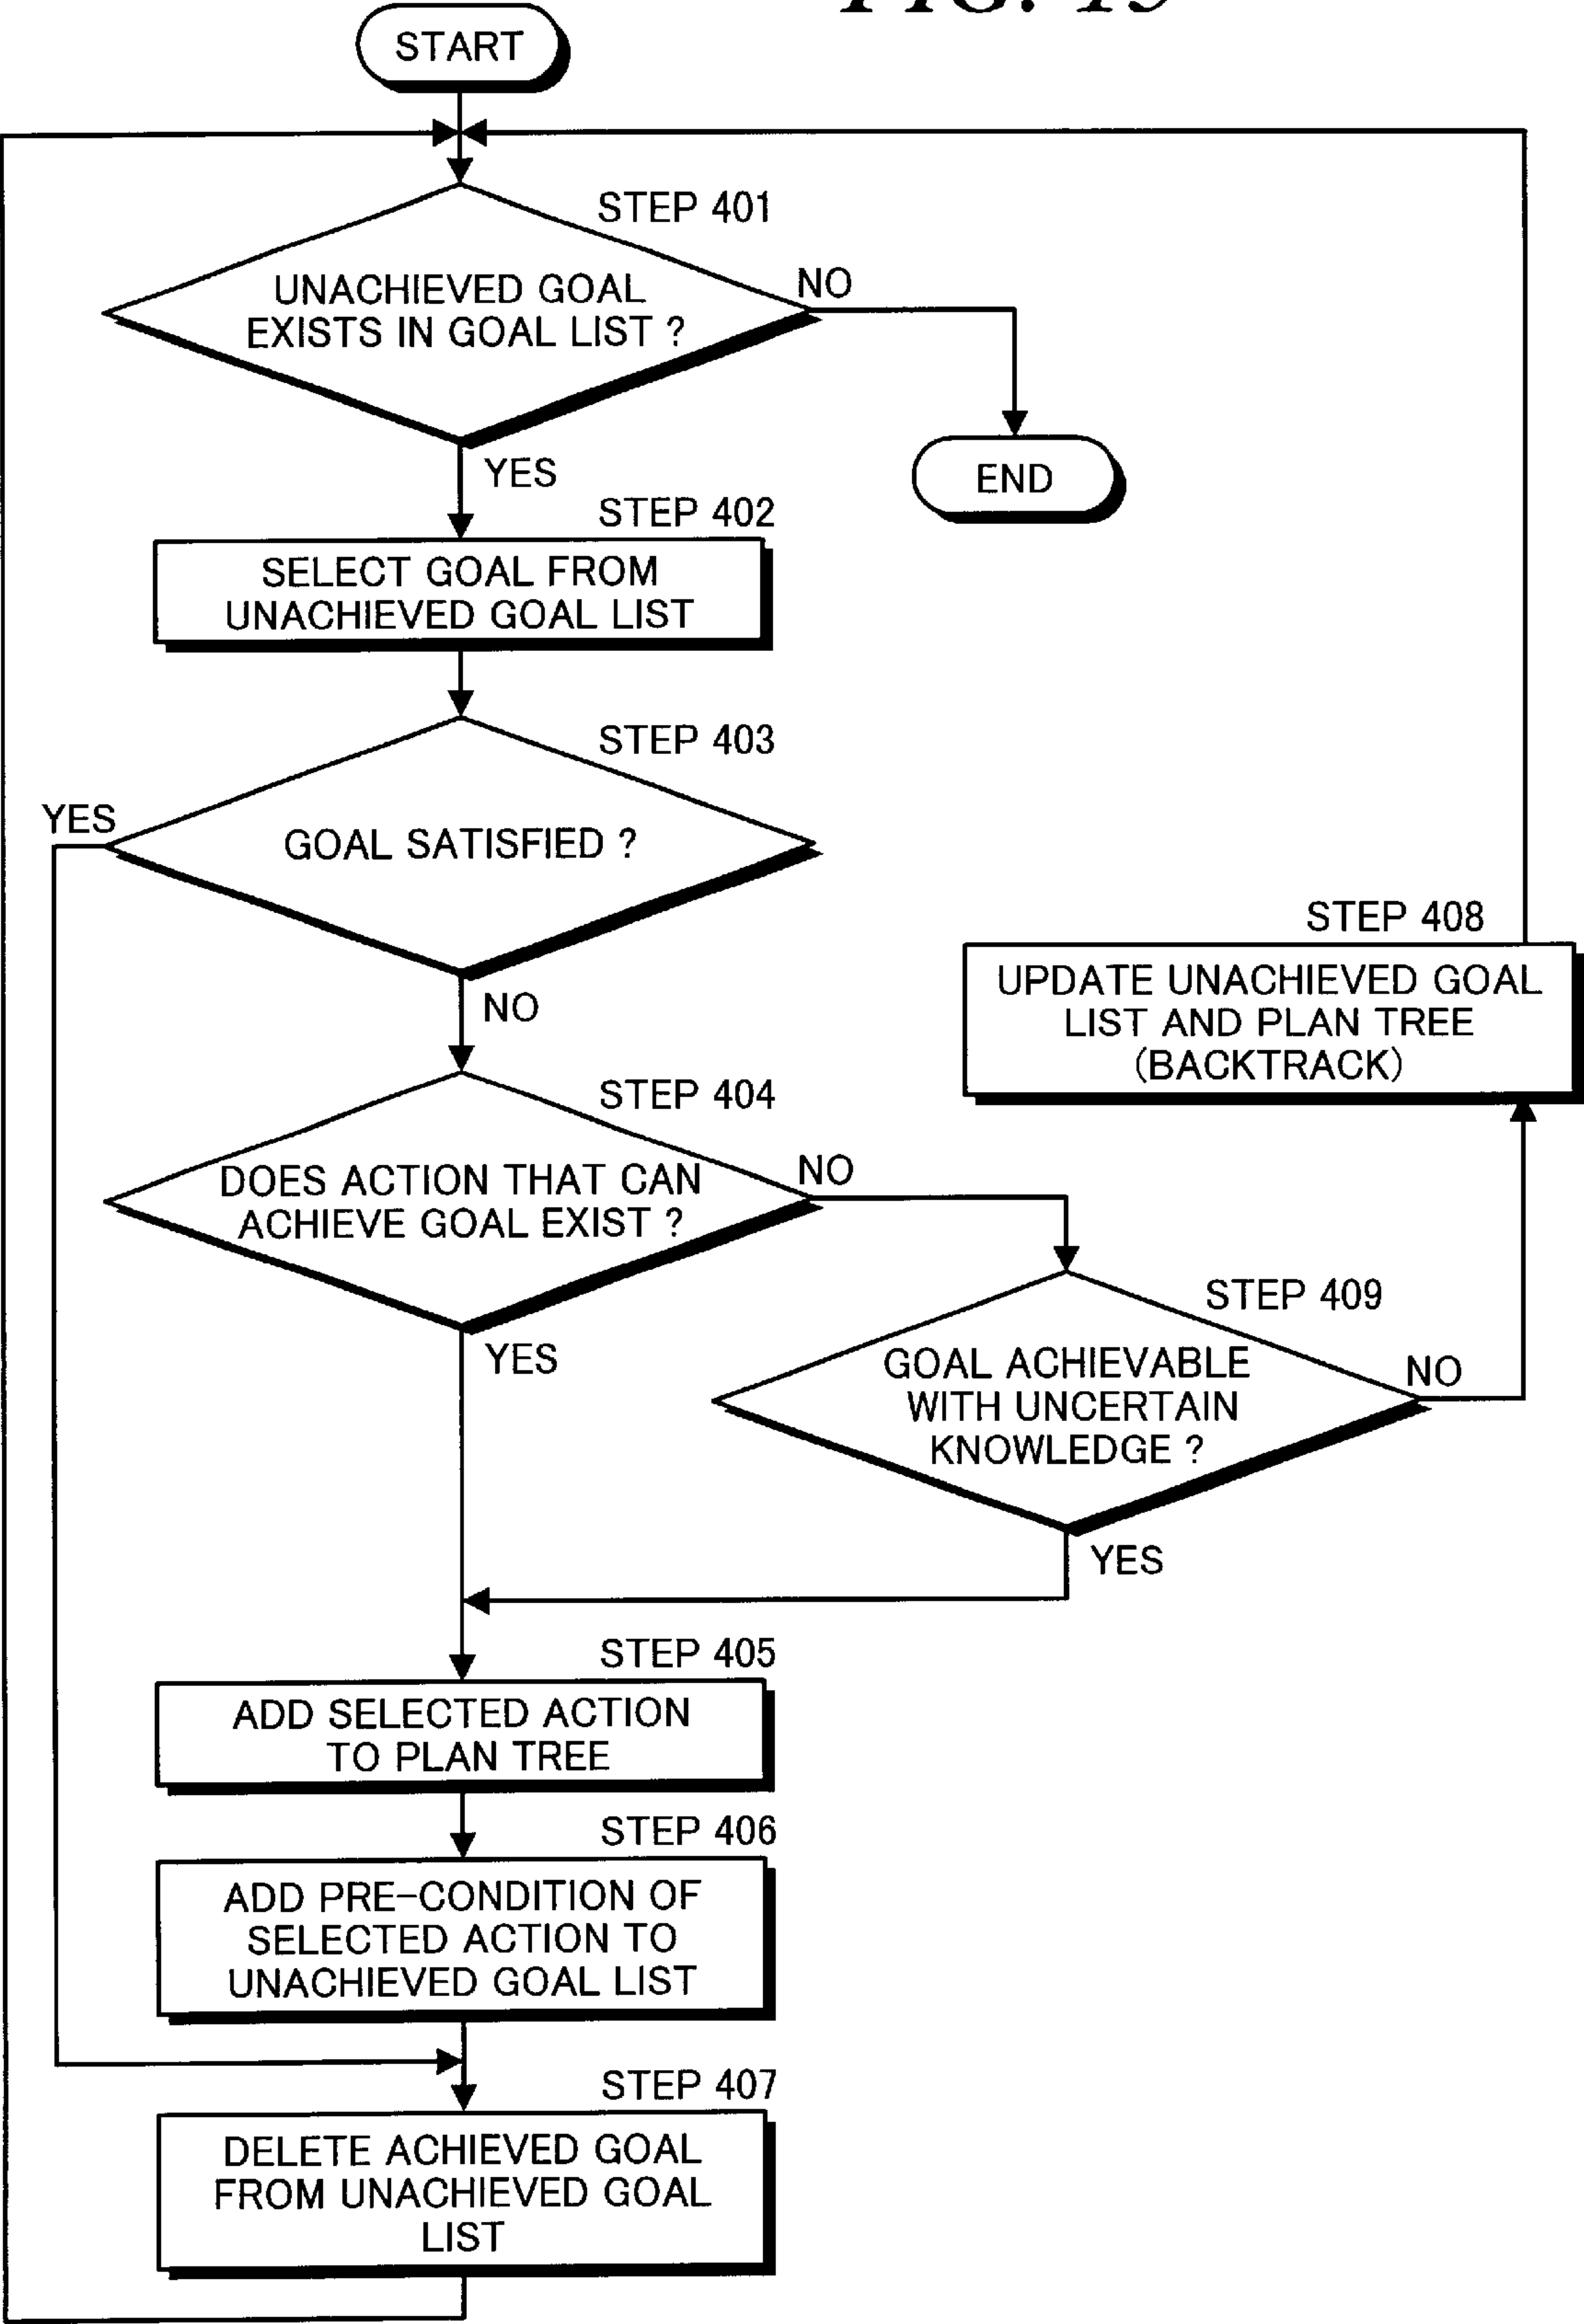 START
STEP 401
UNACHIEVED GOAL
EXISTS IN GOAL LIST ?
NO
END
YES
STEP 402
SELECT GOAL FROM
UNACHIEVED GOAL LIST
STEP 403
YES
GOAL SATISFIED ?
NO
STEP 408
UPDATE UNACHIEVED GOAL
LIST AND PLAN TREE
(BACKTRACK)
STEP 404
DOES ACTION THAT CAN
ACHIEVE GOAL EXIST ?
NO
YES
STEP 409
GOAL ACHIEVABLE
WITH UNCERTAIN
KNOWLEDGE ?
NO
YES
STEP 405
ADD SELECTED ACTION
TO PLAN TREE
STEP 406
ADD PRE-CONDITION OF
SELECTED ACTION TO
UNACHIEVED GOAL LIST
STEP 407
DELETE ACHIEVED GOAL
FROM UNACHIEVED GOAL
LIST